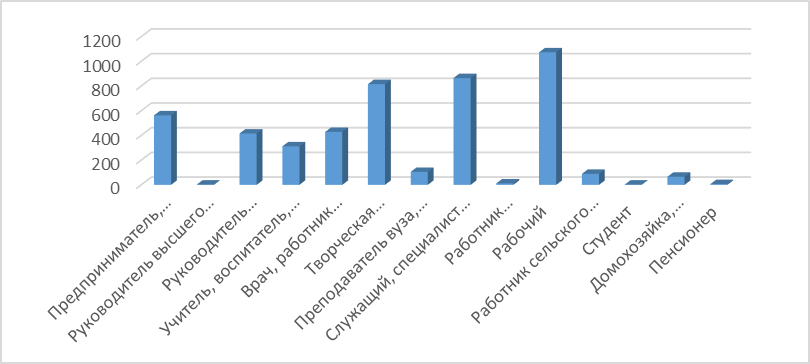 1200
1000
800
600
400
200
0
Предприниматель,...
Руководитель высшего...
Руководитель...
Учитель, воспитатель,...
Врач, работник...
Творческая...
Преподаватель вуза,...
Служащий, специалист...
Работник...
Рабочий
Работник сельского...
Студент
Домохозяйка,...
Пенсионер